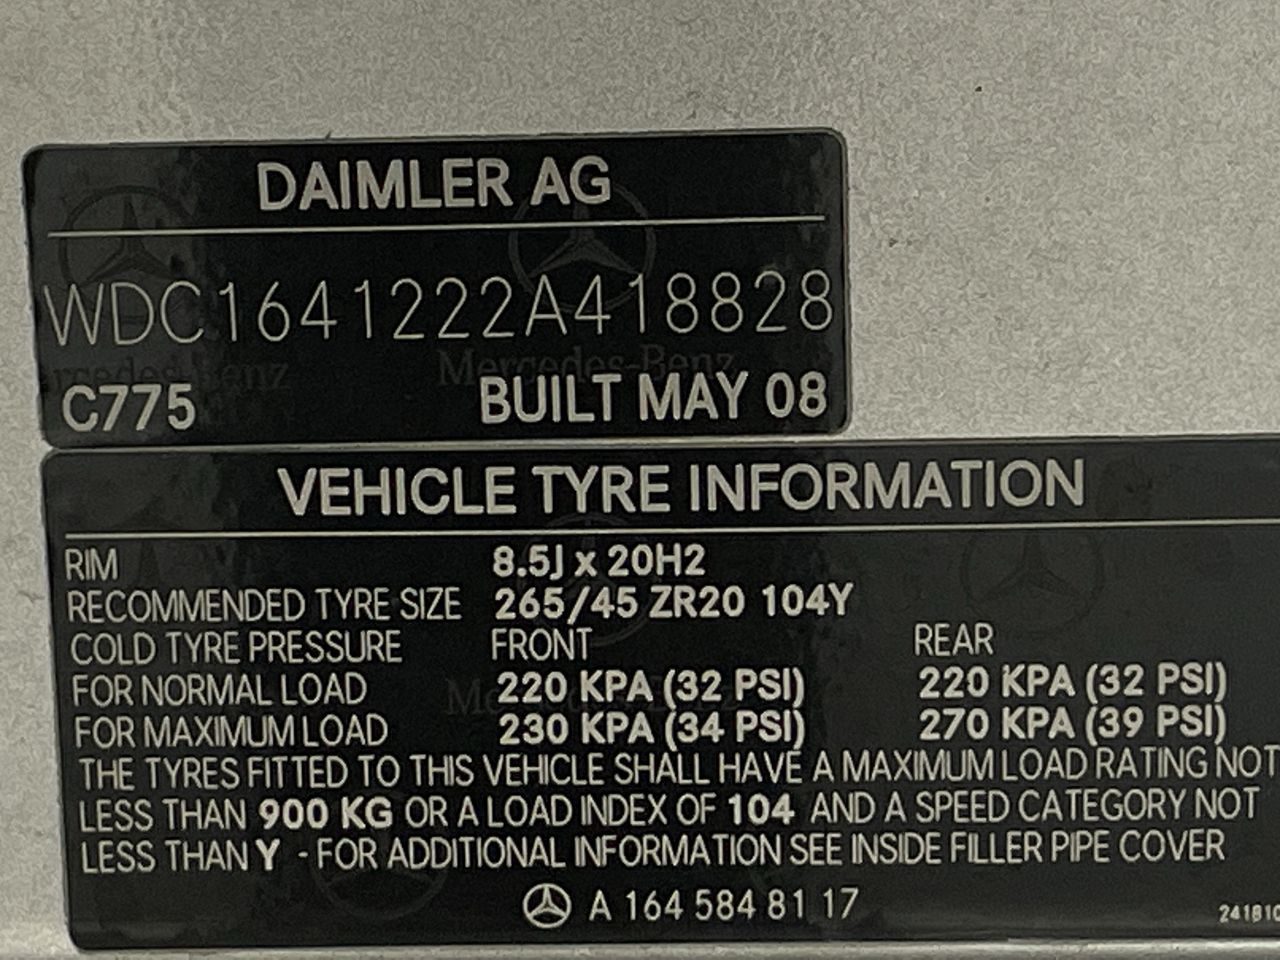 DAIMLER AG
WDC1641222A418828
C775 BUILT MAY 08
VEHICLE TYRE INFORMATION
RIM 8.5J x 20H2
RECOMMENDED TYRE SIZE 265/45 ZR20 104Y
COLD TYRE PRESSURE FRONT REAR
FOR NORMAL LOAD 220 KPA (32 PSI) 220 KPA (32 PSI)
FOR MAXIMUM LOAD 230 KPA (34 PSI) 270 KPA (39 PSI)
THE TYRES FITTED TO THIS VEHICLE SHALL HAVE A MAXIMUM LOAD RATING NOT
LESS THAN 900 KG OR A LOAD INDEX OF 104 AND A SPEED CATEGORY NOT
LESS THAN Y - FOR ADDITIONAL INFORMATION SEE INSIDE FILLER PIPE COVER
A 164 584 81 17